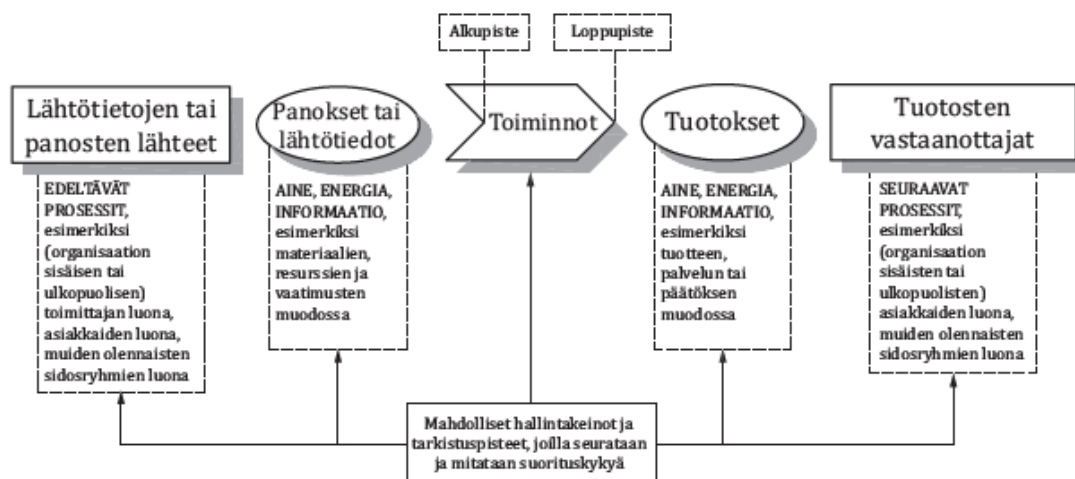 Alkupiste
Loppupiste
Lähtötietojen tai
panosten lähteet
Panokset tai
lähtötiedot
Toiminnot
Tuotokset
Tuotosten
vastaanottajat
EDELTÄVÄT
PROSESSIT,
esimerkiksi
(organisaation
sisäisen tai
ulkopuolisen)
toimittajan luona,
asiakkaiden luona,
muiden olennaisten
sidosryhmien luona
AINE, ENERGIA,
INFORMAATIO,
esimerkiksi
materiaalien,
resurssien ja
vaatimusten
muodossa
AINE, ENERGIA,
INFORMAATIO,
esimerkiksi
tuotteen,
palvelun tai
päätöksen
muodossa
SEURAAVAT
PROSESSIT,
esimerkiksi
(organisaation
sisäisten tai
ulkopuolisten)
asiakkaiden luona,
muiden olennaisten
sidosryhmien luona
Mahdolliset hallintakeinot ja
tarkistuspisteet, joilla seurataan
ja mitataan suorituskykyä